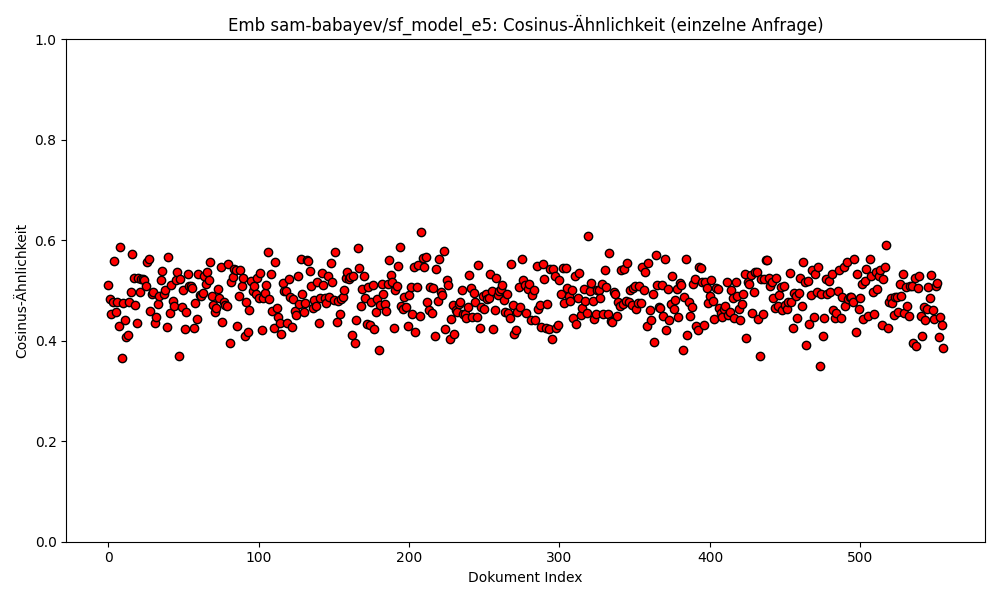 Emb sam-babayev/sf_model_e5: Cosinus-Ähnlichkeit (einzelne Anfrage)
1.0
0.8
0.6
0.4
0.2
0.0
Cosinus-Ähnlichkeit
0 100 200 300 400 500
Dokument Index